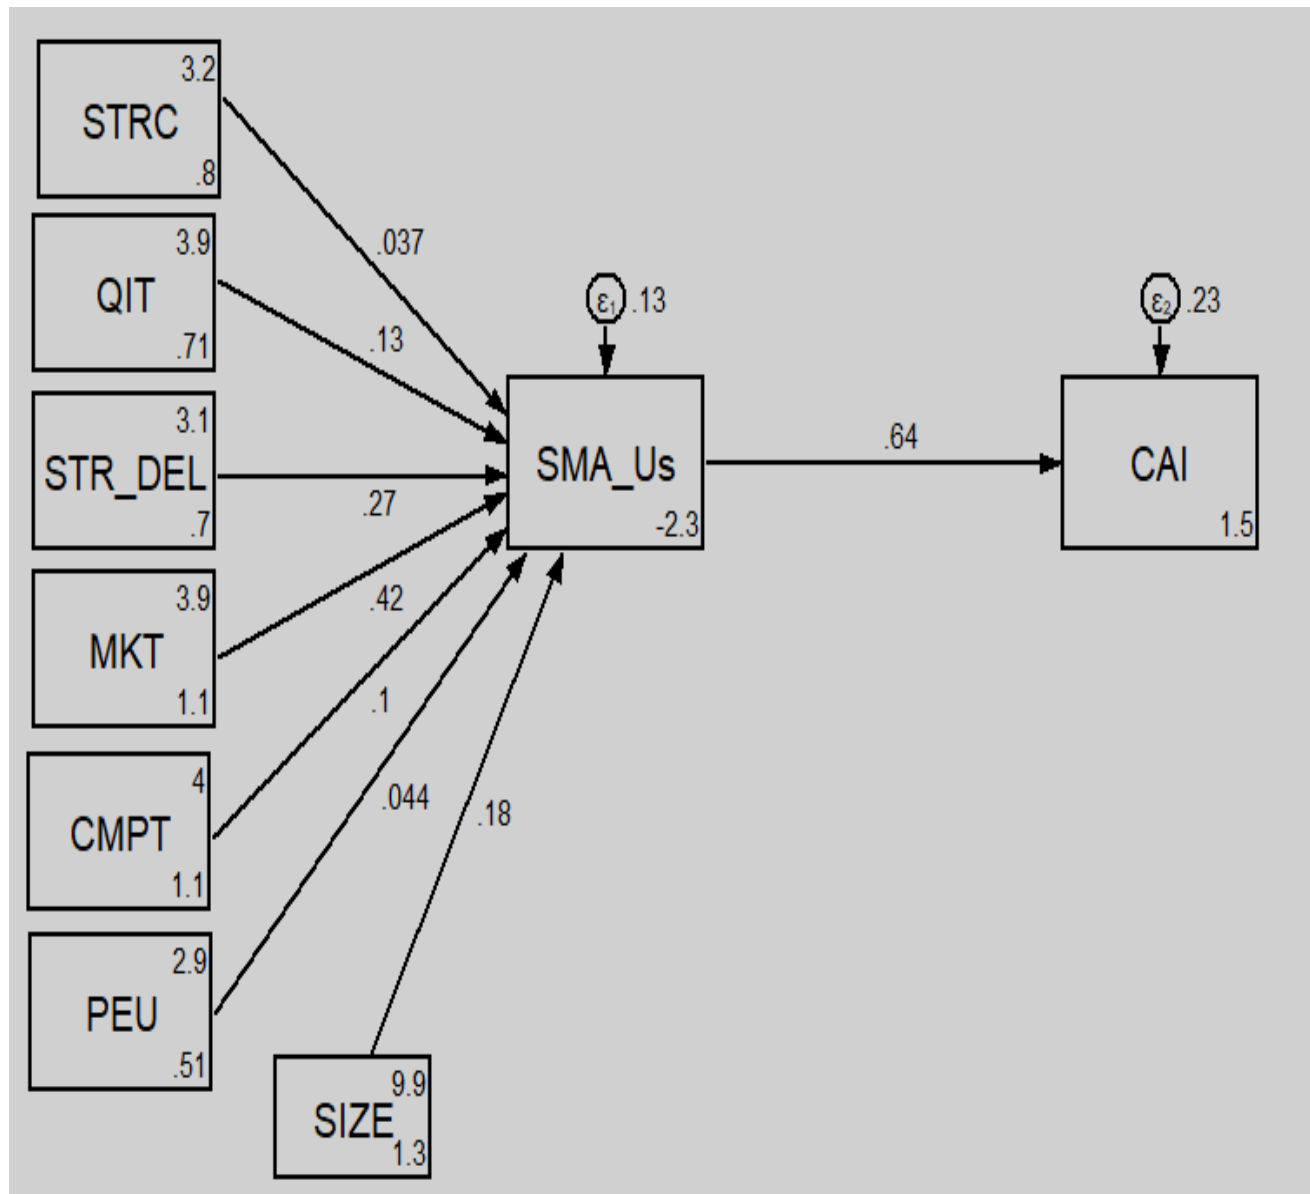 3.2
STRC
.8
.037
3.9
QIT
.71
.13
3.1
STR_DEL
.7
.27
3.9
MKT
1.1
.42
4
CMPT
1.1
.1
2.9
PEU
.51
.044
9.9
SIZE
1.3
.18
ε₁ .13
SMA_Us
-2.3
.64
ε₂ .23
CAI
1.5